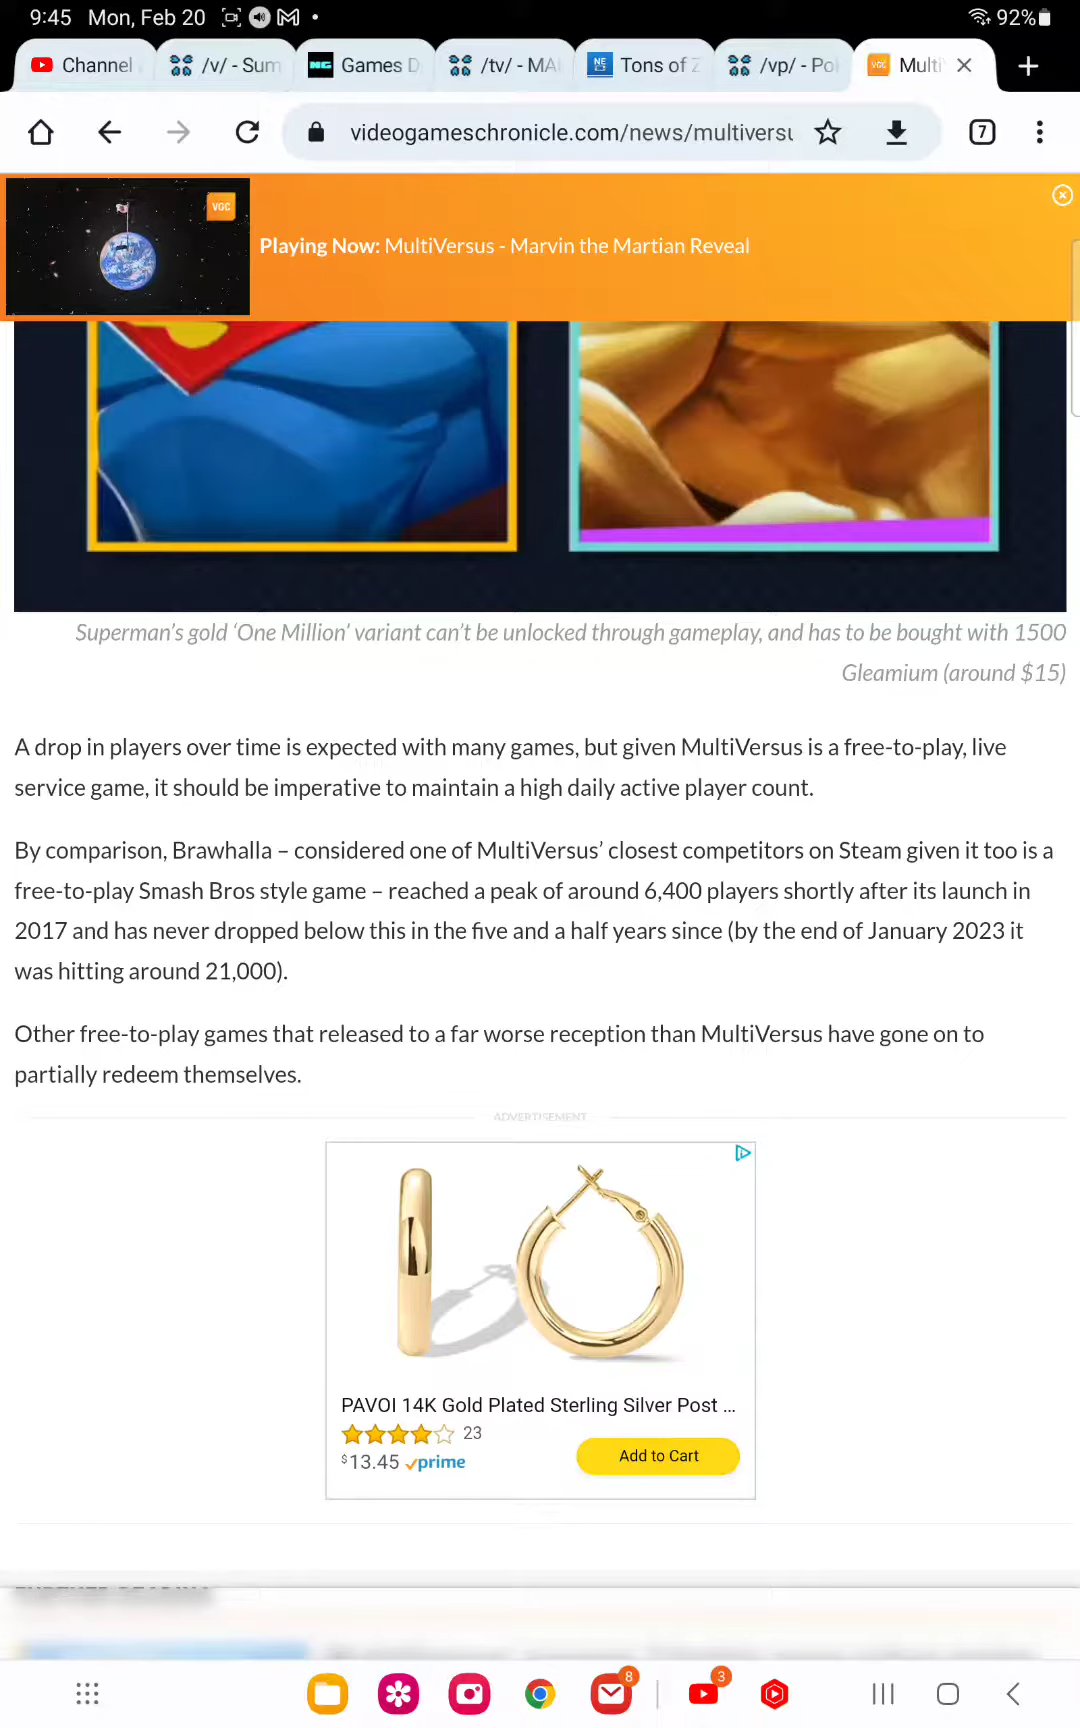 9:45 Mon, Feb 20
92%
Channel
/v/ - Sum
NG
Games D
/tv/ - MA
NE
Tons of Z
/vp/ - Pol
VGC
Multi
videogameschronicle.com/news/multiversu
7
VGC
Playing Now: MultiVersus - Marvin the Martian Reveal
Superman's gold 'One Million' variant can't be unlocked through gameplay, and has to be bought with 1500
Gleamium (around $15)
A drop in players over time is expected with many games, but given MultiVersus is a free-to-play, live
service game, it should be imperative to maintain a high daily active player count.
By comparison, Brawhalla – considered one of MultiVersus' closest competitors on Steam given it too is a
free-to-play Smash Bros style game – reached a peak of around 6,400 players shortly after its launch in
2017 and has never dropped below this in the five and a half years since (by the end of January 2023 it
was hitting around 21,000).
Other free-to-play games that released to a far worse reception than MultiVersus have gone on to
partially redeem themselves.
ADVERTISEMENT
PAVOI 14K Gold Plated Sterling Silver Post ...
23
$13.45 prime
Add to Cart
8
3